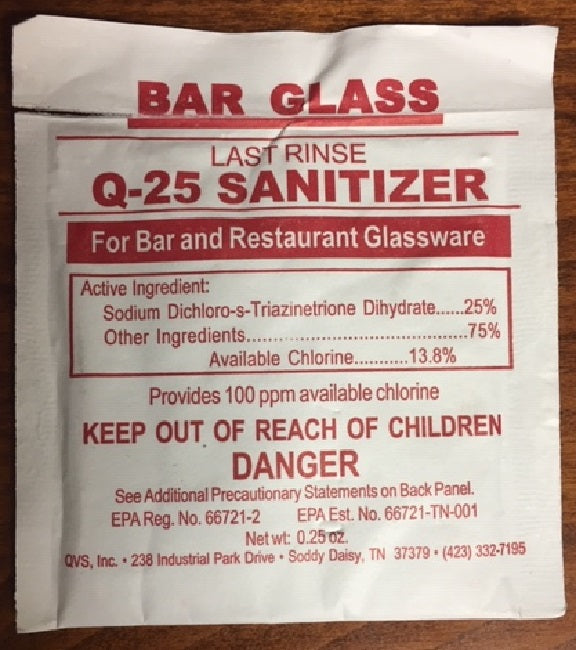 BAR GLASS
LAST RINSE
Q-25 SANITIZER
For Bar and Restaurant Glassware
Active Ingredient:
Sodium Dichloro-s-Triazinetrione Dihydrate......25%
Other Ingredients..........................................75%
Available Chlorine...........13.8%
Provides 100 ppm available chlorine
KEEP OUT OF REACH OF CHILDREN
DANGER
See Additional Precautionary Statements on Back Panel.
EPA Reg. No. 66721-2 EPA Est. No. 66721-TN-001
Net wt: 0.25 oz.
QVS, Inc. • 238 Industrial Park Drive • Soddy Daisy, TN 37379 • (423) 332-7195